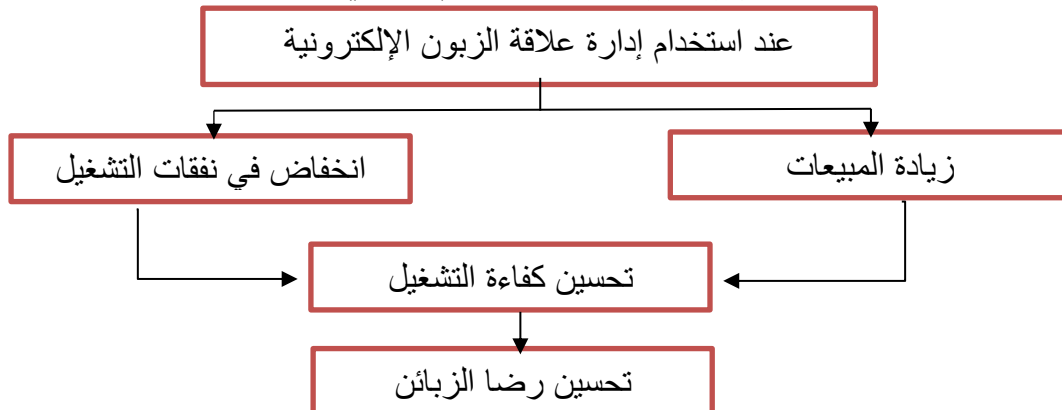 عند استخدام إدارة علاقة الزبون الإلكترونية
زيادة المبيعات
انخفاض في نفقات التشغيل
تحسين كفاءة التشغيل
تحسين رضا الزبائن